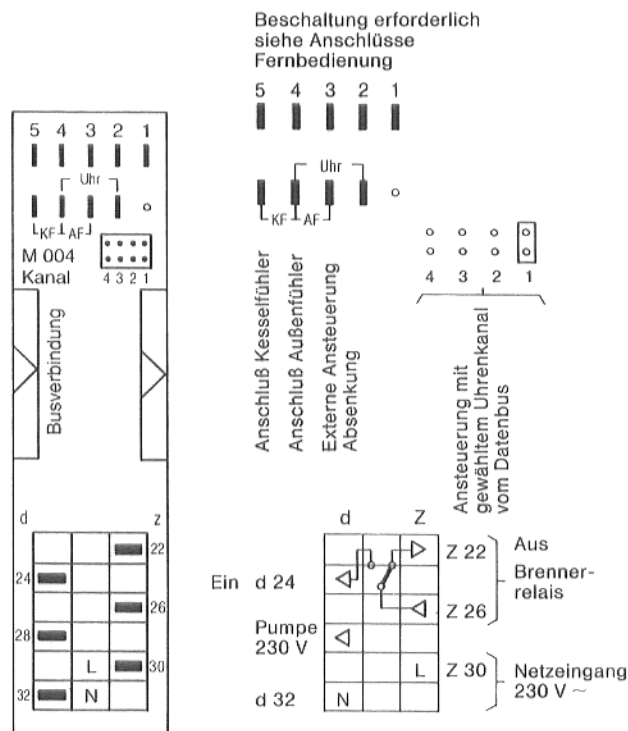 Beschaltung erforderlich
siehe Anschlüsse
Fernbedienung
5 4 3 2 1
Uhr
KF AF
M 004
Kanal 4 3 2 1
Busverbindung
d z
22
24
26
28
L 30
32 N
5 4 3 2 1
Uhr
KF AF
4 3 2 1
Anschluß Kesselfühler
Anschluß Außenfühler
Externe Ansteuerung
Absenkung
Ansteuerung mit
gewähltem Uhrenkanal
vom Datenbus
d Z
Z 22 Aus
Ein d 24 Brenner-
relais
Z 26
Pumpe
230 V
L Z 30 Netzeingang
230 V ~
d 32 N